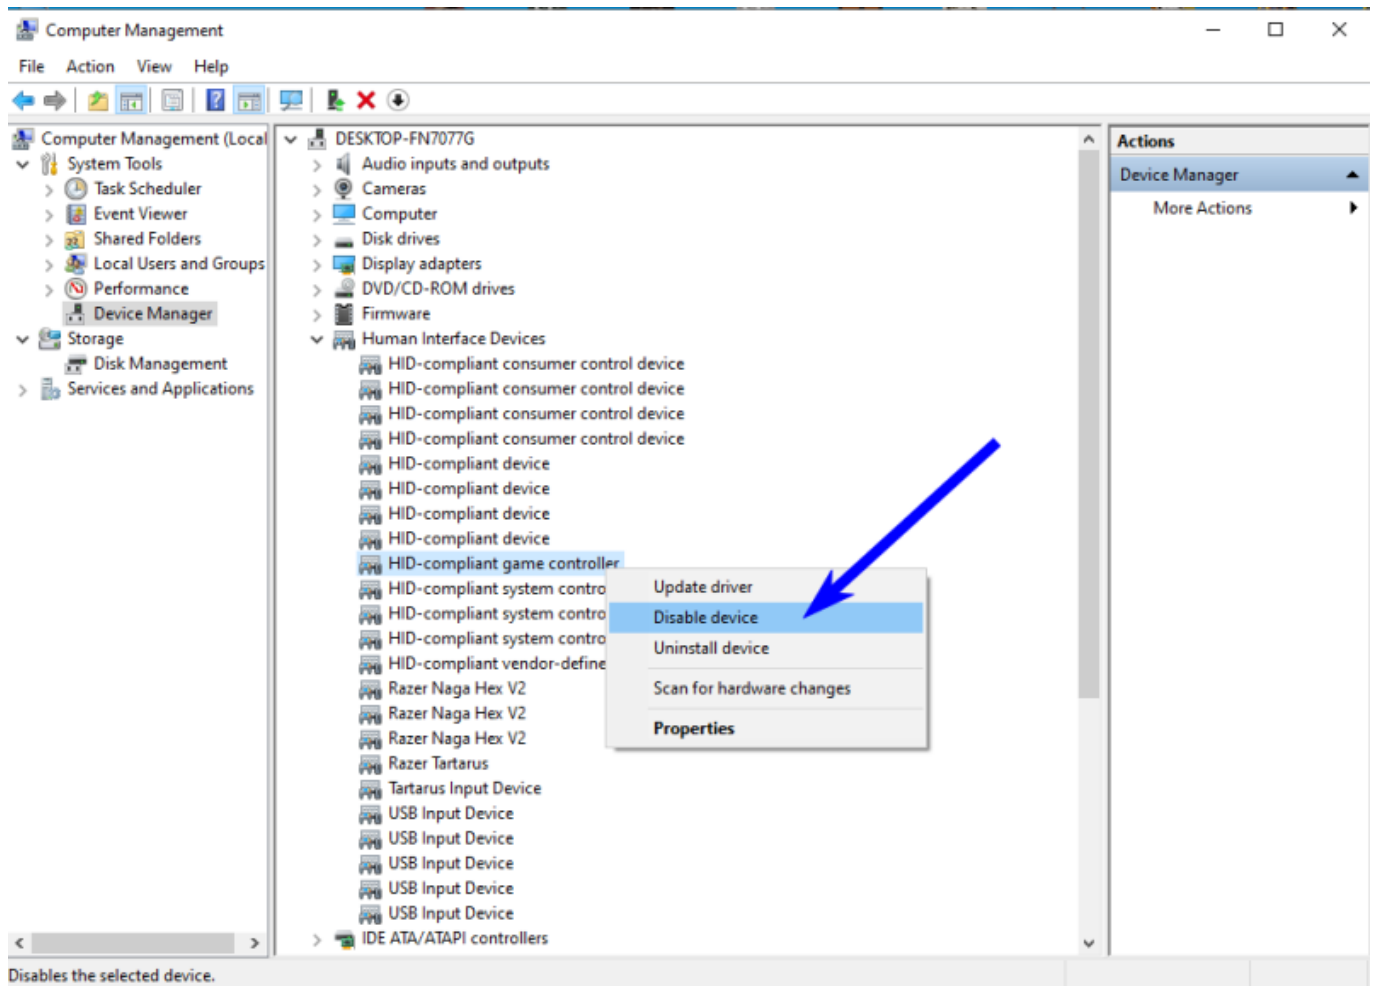 Computer Management
File Action View Help
Computer Management (Local
System Tools
Task Scheduler
Event Viewer
Shared Folders
Local Users and Groups
Performance
Device Manager
Storage
Disk Management
Services and Applications
DESKTOP-FN7077G
Audio inputs and outputs
Cameras
Computer
Disk drives
Display adapters
DVD/CD-ROM drives
Firmware
Human Interface Devices
HID-compliant consumer control device
HID-compliant consumer control device
HID-compliant consumer control device
HID-compliant consumer control device
HID-compliant device
HID-compliant device
HID-compliant device
HID-compliant device
HID-compliant game controller
HID-compliant system contro
HID-compliant system contro
HID-compliant system contro
HID-compliant vendor-define
Razer Naga Hex V2
Razer Naga Hex V2
Razer Naga Hex V2
Razer Tartarus
Tartarus Input Device
USB Input Device
USB Input Device
USB Input Device
USB Input Device
USB Input Device
IDE ATA/ATAPI controllers
Update driver
Disable device
Uninstall device
Scan for hardware changes
Properties
Actions
Device Manager
More Actions
Disables the selected device.